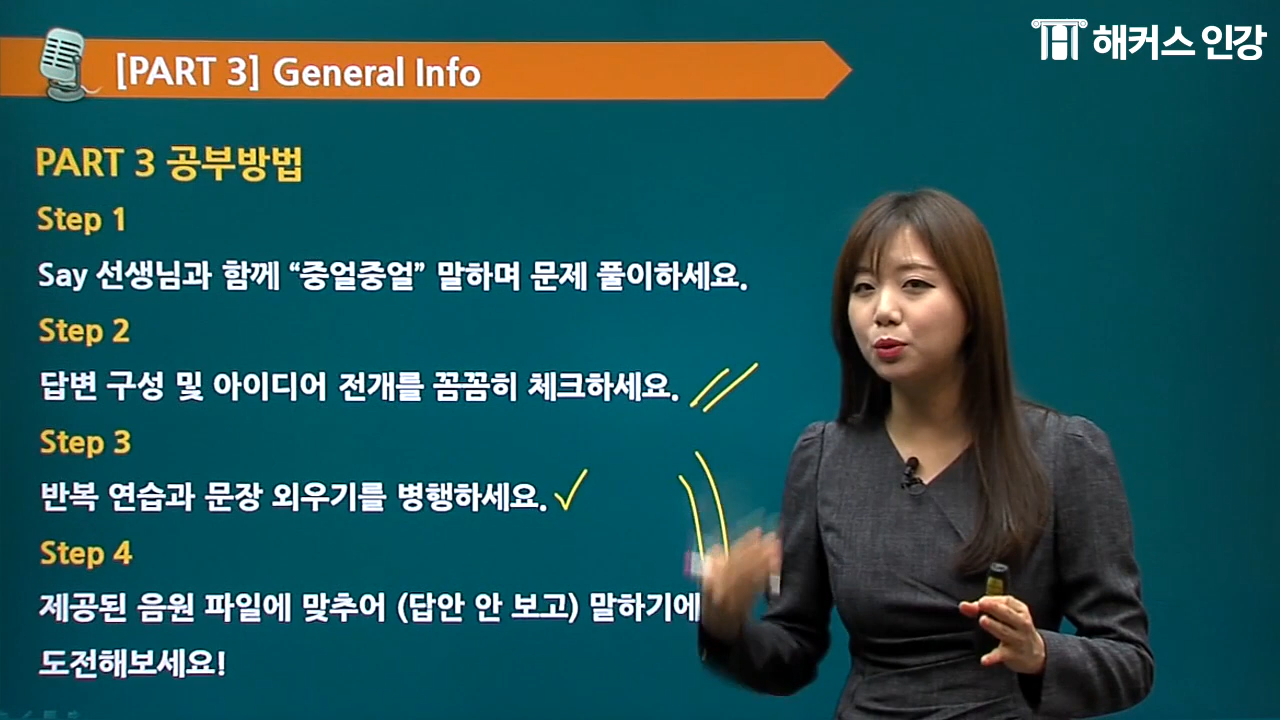 해커스 인강
[PART 3] General Info
PART 3 공부방법
Step 1
Say 선생님과 함께 “중얼중얼” 말하며 문제 풀이하세요.
Step 2
답변 구성 및 아이디어 전개를 꼼꼼히 체크하세요.
Step 3
반복 연습과 문장 외우기를 병행하세요.
Step 4
제공된 음원 파일에 맞추어 (답안 안 보고) 말하기에
도전해보세요!